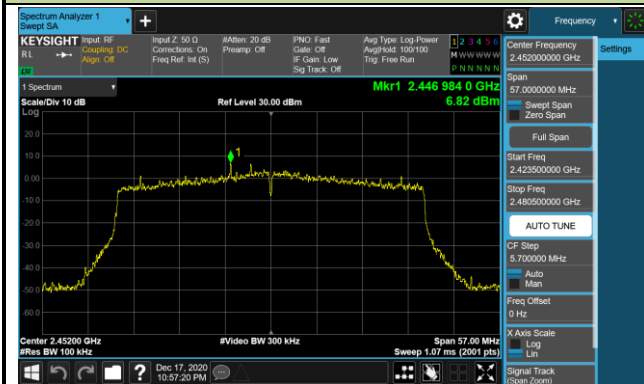 Spectrum Analyzer 1
Swept SA
Frequency
KEYSIGHT
RL
Input: RF
Coupling: DC
Align: Off
Input Z: 50 Ω
Corrections: On
Freq Ref: Int (S)
#Atten: 20 dB
Preamp: Off
PNO: Fast
Gate: Off
IF Gain: Low
Sig Track: Off
Avg Type: Log-Power
Avg|Hold: 100/100
Trig: Free Run
1 2 3 4 5 6
M W W W W W
P N N N N N
1 Spectrum
Mkr1 2.446 984 0 GHz
6.82 dBm
Scale/Div 10 dB
Ref Level 30.00 dBm
Log
20.0
10.0
0.00
-10.0
-20.0
-30.0
-40.0
-50.0
-60.0
1
Center 2.45200 GHz
#Video BW 300 kHz
Span 57.00 MHz
#Res BW 100 kHz
Sweep 1.07 ms (2001 pts)
Dec 17, 2020
10:57:20 PM
Center Frequency
2.452000000 GHz
Settings
Span
57.0000000 MHz
Swept Span
Zero Span
Full Span
Start Freq
2.423500000 GHz
Stop Freq
2.480500000 GHz
AUTO TUNE
CF Step
5.700000 MHz
Auto
Man
Freq Offset
0 Hz
X Axis Scale
Log
Lin
Signal Track
(Span Zoom)